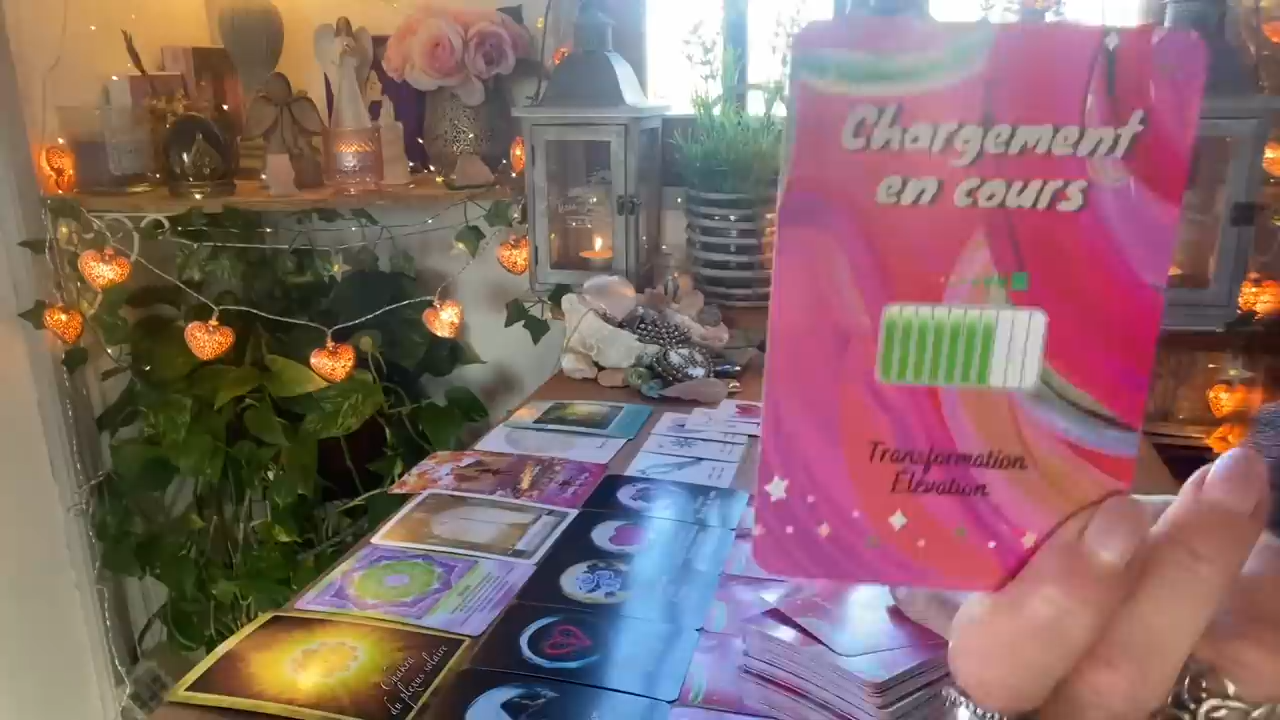 Chargement
en cours
Transformation
Élévation
Chakra
du plexus solaire